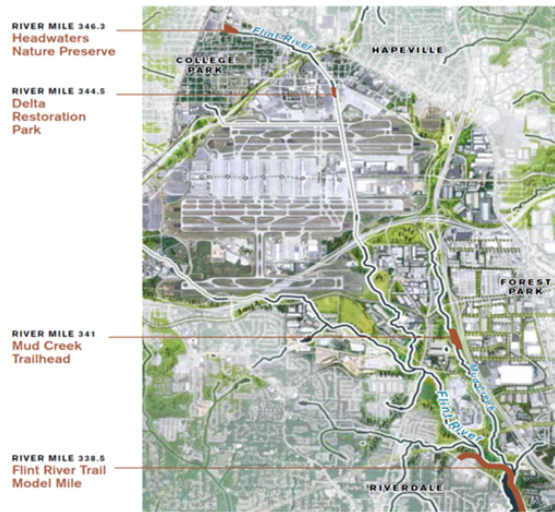 RIVER MILE 346.3
Headwaters
Nature Preserve
Flint River
HAPEVILLE
COLLEGE
PARK
RIVER MILE 344.5
Delta
Restoration
Park
FOREST
PARK
RIVER MILE 341
Mud Creek
Trailhead
Flint River
RIVER MILE 338.5
Flint River Trail
Model Mile
RIVERDALE